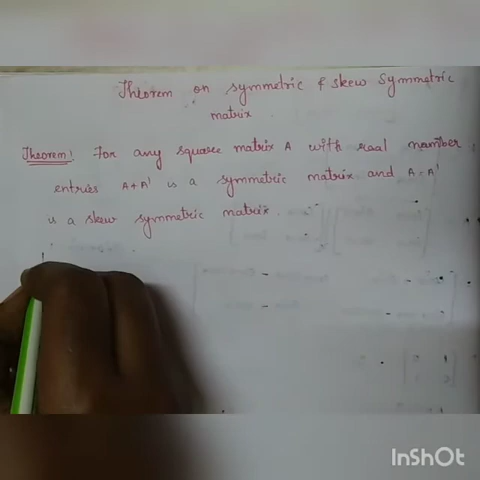 Theorem on symmetric & skew symmetric
matrix.
Theorem 1 For any square matrix A with real number
entries A+A' is a symmetric matrix and A-A'
is a skew symmetric matrix.
InShOt